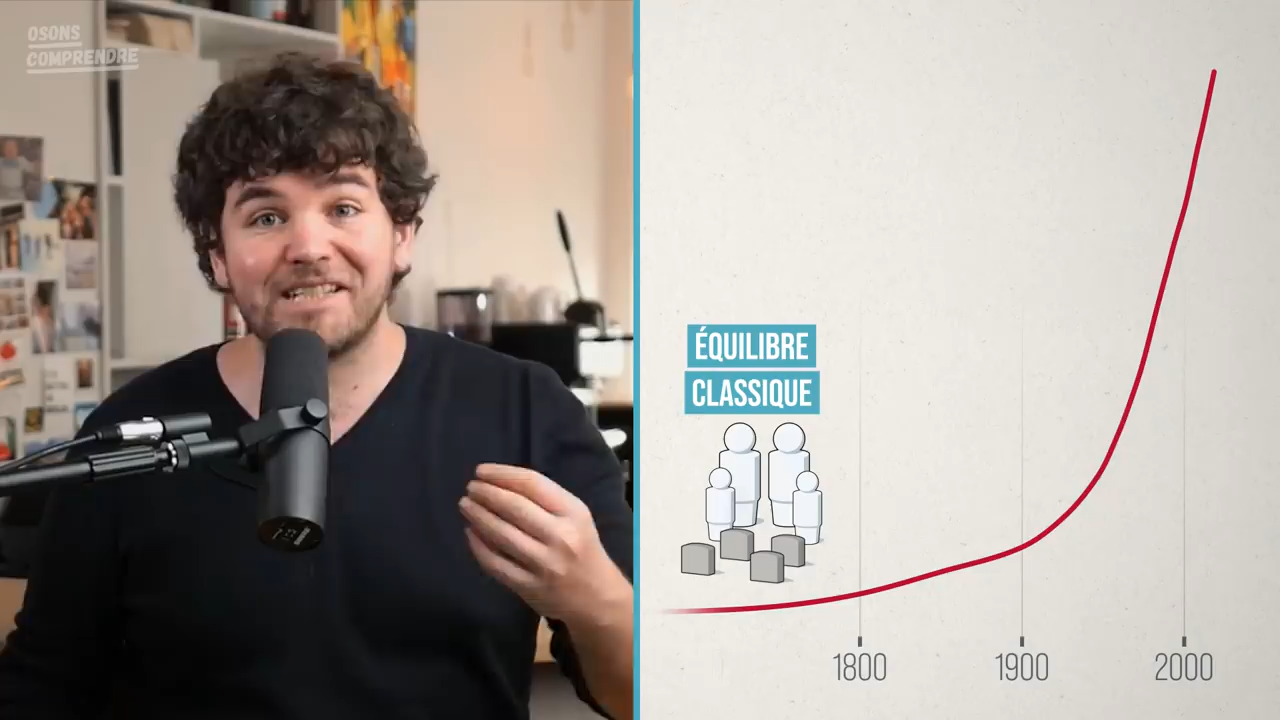 OSONS
COMPRENDRE
ÉQUILIBRE
CLASSIQUE
1800
1900
2000